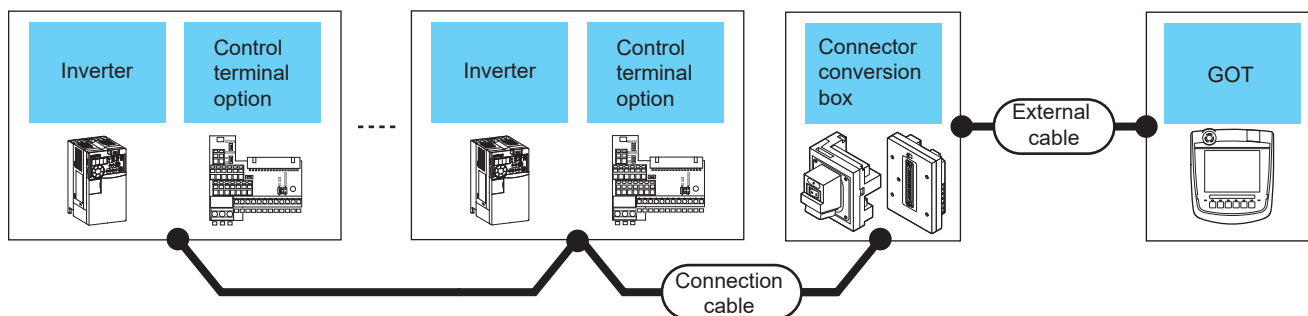 Inverter
Control
terminal
option
Inverter
Control
terminal
option
Connector
conversion
box
External
cable
GOT
Connection
cable